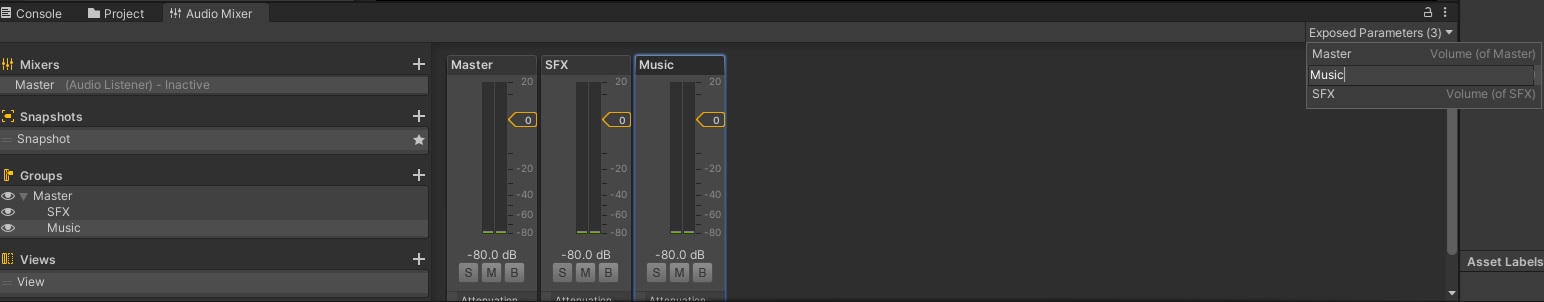 Console Project Audio Mixer
Exposed Parameters (3)
Master Volume (of Master)
Music
SFX Volume (of SFX)
Mixers
Master (Audio Listener) - Inactive
Snapshots
Snapshot
Groups
Master
SFX
Music
Views
View
Master
20
0
-20
-40
-60
-80
-80.0 dB
S M B
Attenuation
SFX
20
0
-20
-40
-60
-80
-80.0 dB
S M B
Attenuation
Music
20
0
-20
-40
-60
-80
-80.0 dB
S M B
Attenuation
Asset Labels